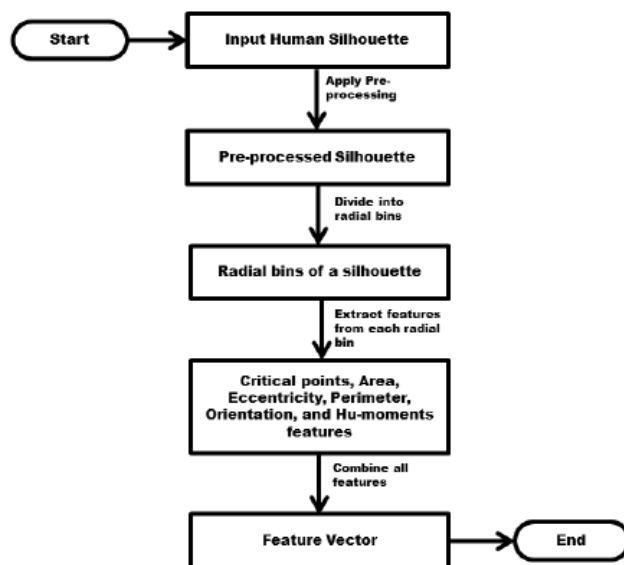 Start
Input Human Silhouette
Apply Pre-
processing
Pre-processed Silhouette
Divide into
radial bins
Radial bins of a silhouette
Extract features
from each radial
bin
Critical points, Area,
Eccentricity, Perimeter,
Orientation, and Hu-moments
features
Combine all
features
Feature Vector
End